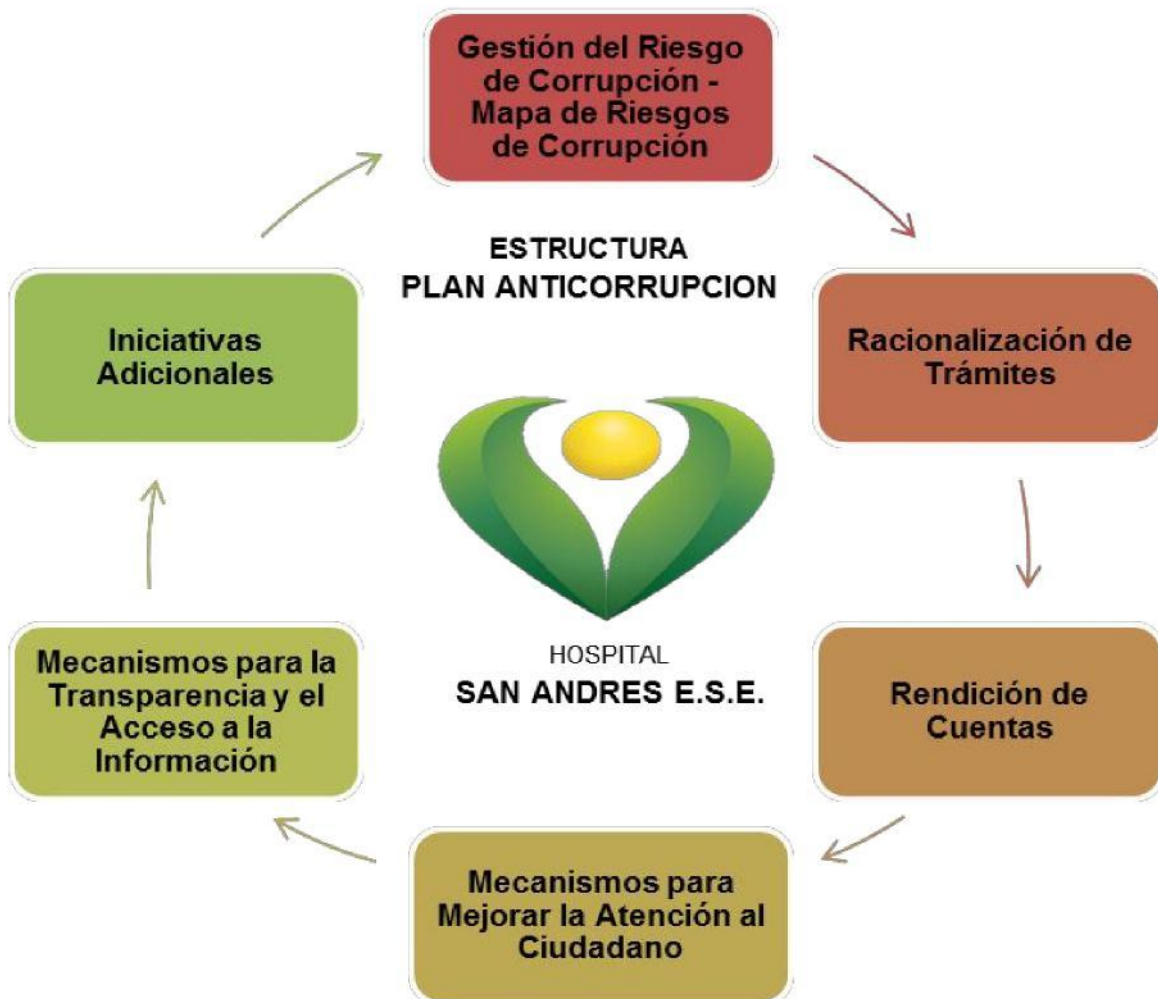 Gestión del Riesgo
de Corrupción -
Mapa de Riesgos
de Corrupción
ESTRUCTURA
PLAN ANTICORRUPCION
Racionalización de
Trámites
Rendición de
Cuentas
Mecanismos para
Mejorar la Atención al
Ciudadano
Mecanismos para la
Transparencia y el
Acceso a la
Información
Iniciativas
Adicionales
HOSPITAL
SAN ANDRES E.S.E.